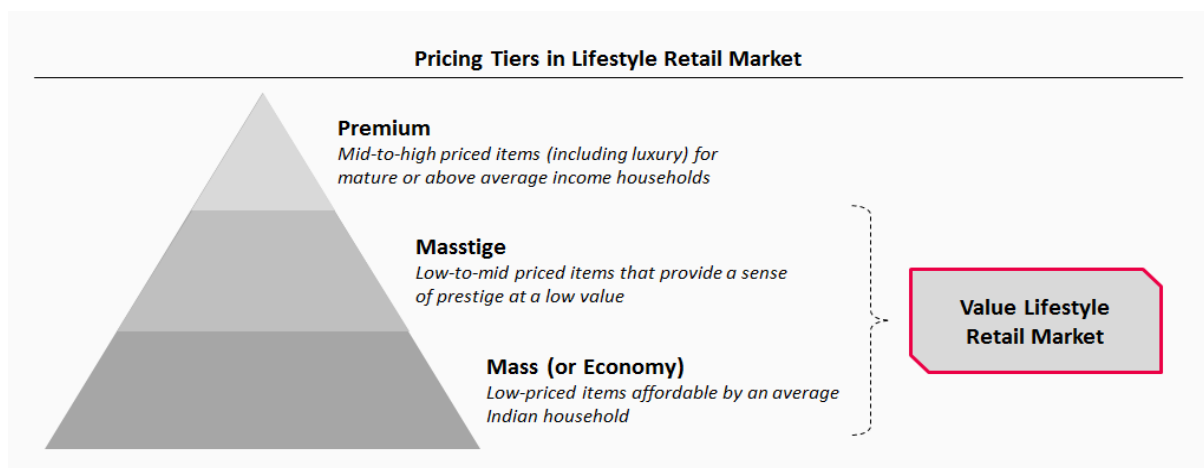 Pricing Tiers in Lifestyle Retail Market
Premium
Mid-to-high priced items (including luxury) for
mature or above average income households
Masstige
Low-to-mid priced items that provide a sense
of prestige at a low value
Mass (or Economy)
Low-priced items affordable by an average
Indian household
Value Lifestyle
Retail Market